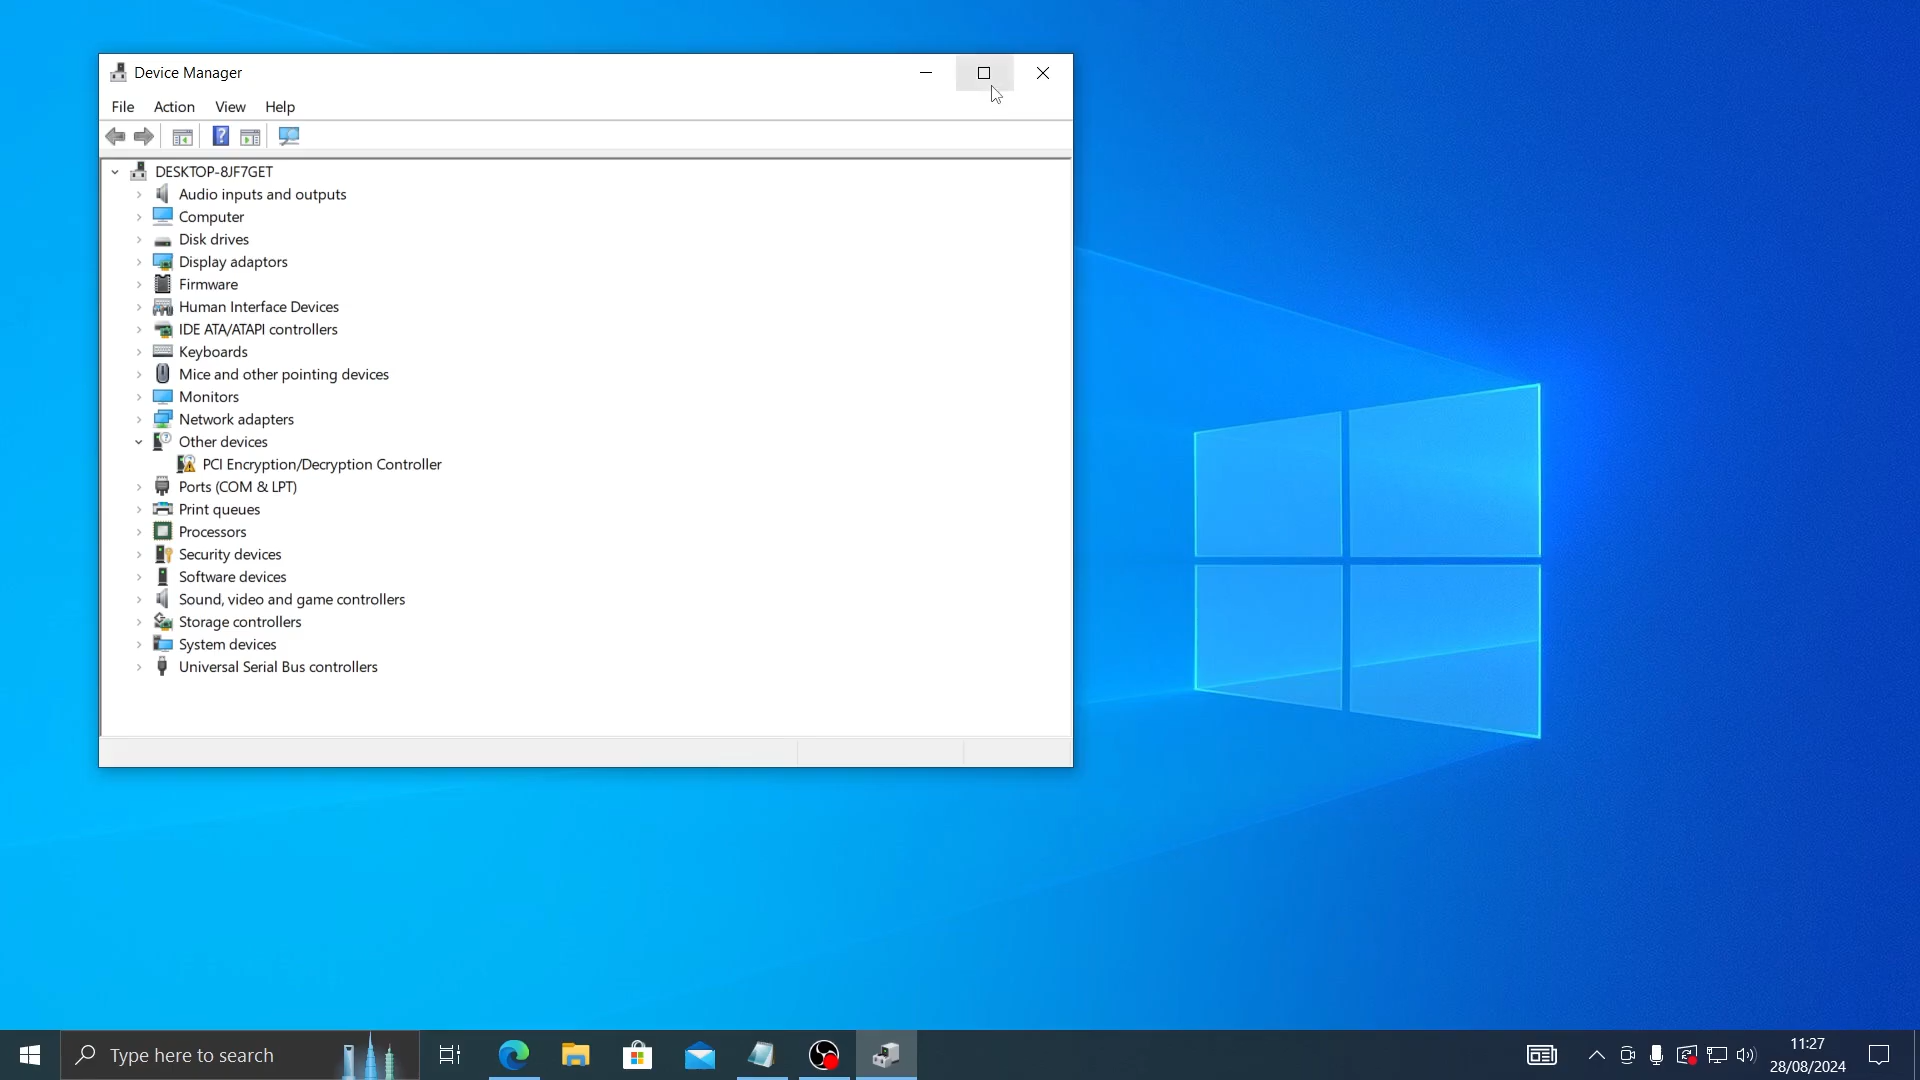 Device Manager
File Action View Help
DESKTOP-8JF7GET
Audio inputs and outputs
Computer
Disk drives
Display adaptors
Firmware
Human Interface Devices
IDE ATA/ATAPI controllers
Keyboards
Mice and other pointing devices
Monitors
Network adapters
Other devices
PCI Encryption/Decryption Controller
Ports (COM & LPT)
Print queues
Processors
Security devices
Software devices
Sound, video and game controllers
Storage controllers
System devices
Universal Serial Bus controllers
Type here to search
11:27
28/08/2024